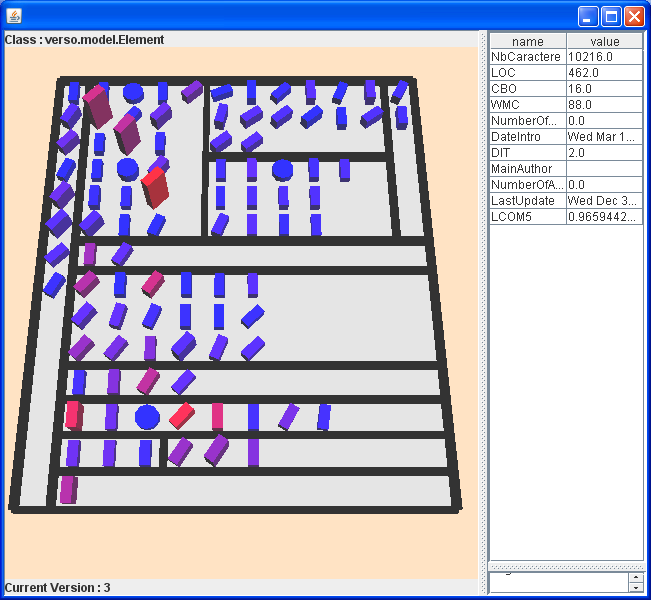 Class : verso.model.Element
name value
NbCaractere 10216.0
LOC 462.0
CBO 16.0
WMC 88.0
NumberOf... 0.0
DateIntro Wed Mar 1...
DIT 2.0
MainAuthor
NumberOfA... 0.0
LastUpdate Wed Dec 3...
LCOM5 0.9659442...
Current Version : 3